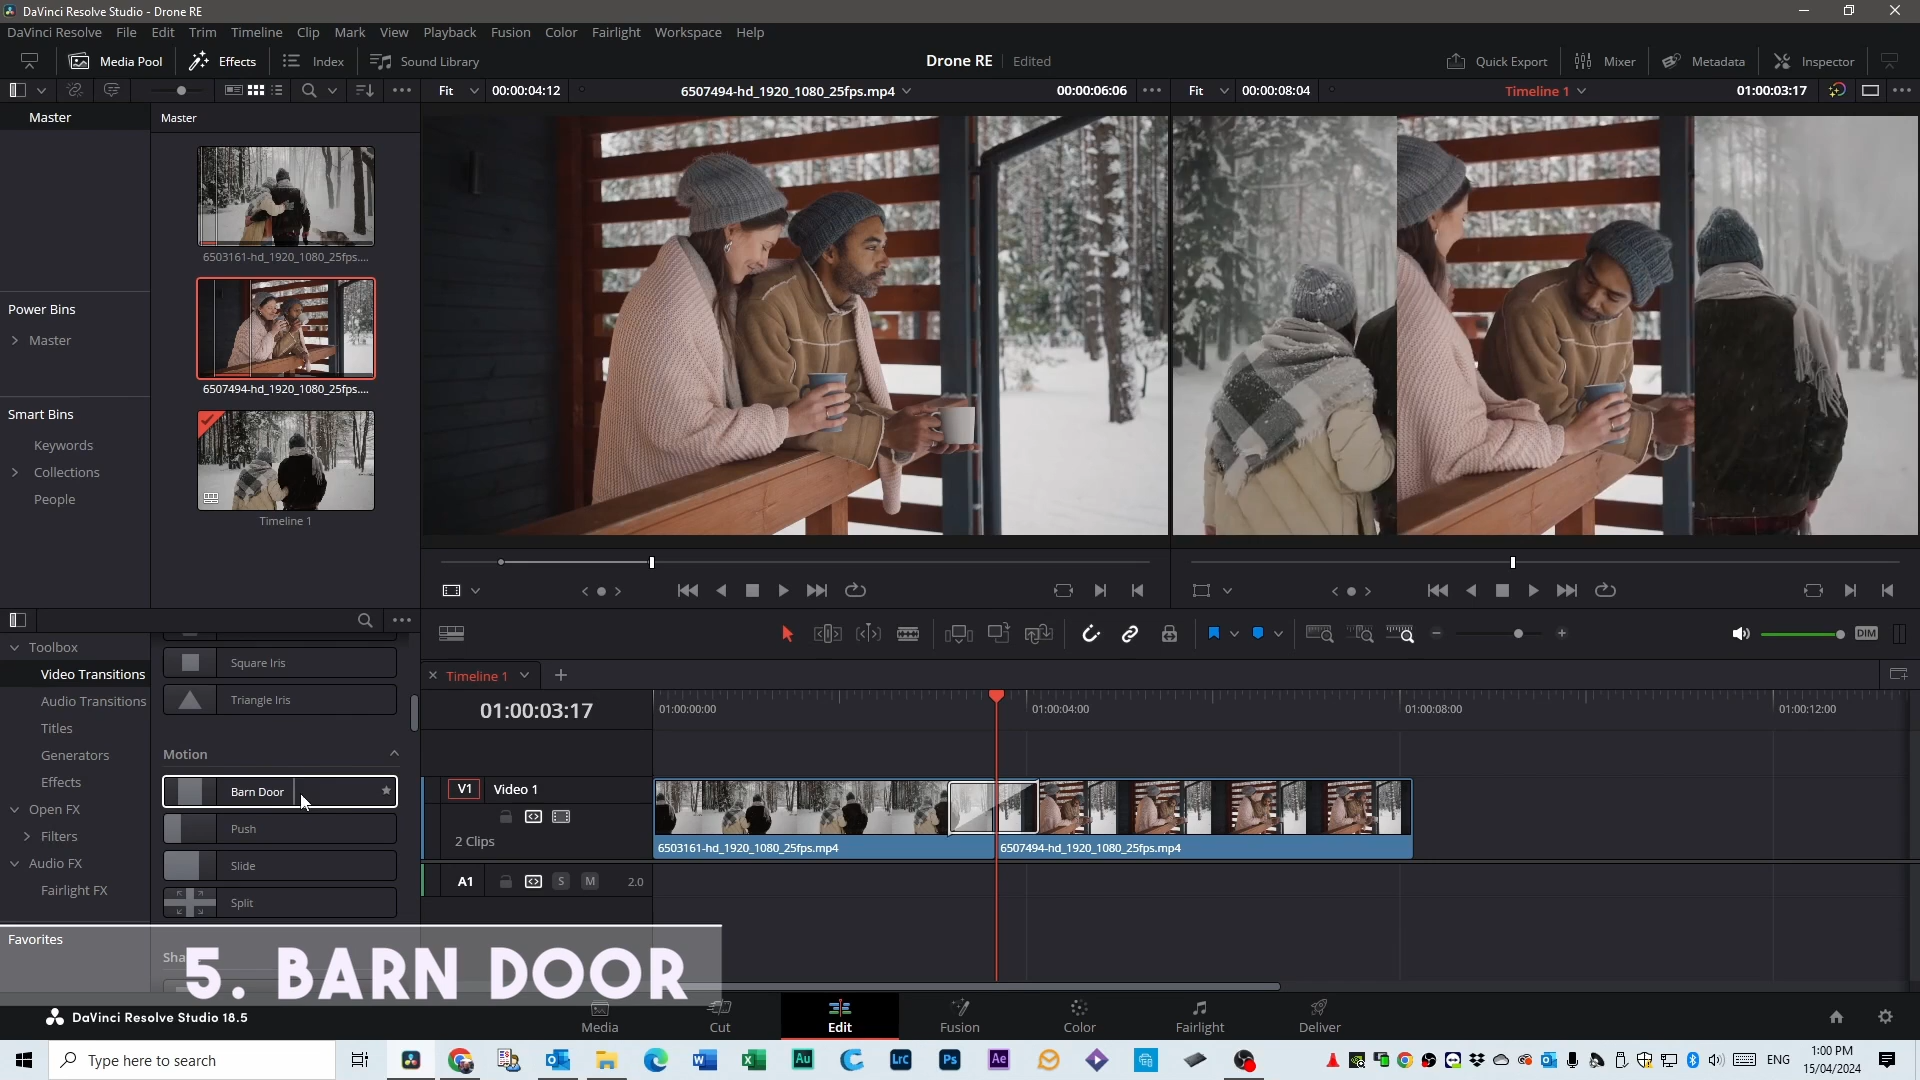 DaVinci Resolve Studio - Drone RE
DaVinci Resolve File Edit Trim Timeline Clip Mark View Playback Fusion Color Fairlight Workspace Help
Media Pool Effects Index Sound Library Drone RE Edited Quick Export Mixer Metadata Inspector
Fit 00:00:04:12 6507494-hd_1920_1080_25fps.mp4 00:00:06:06 Fit 00:00:08:04 Timeline 1 01:00:03:17
Master Master
6503161-hd_1920_1080_25fps....
Power Bins
Master
6507494-hd_1920_1080_25fps....
Smart Bins
Keywords
Collections
People
Timeline 1
Toolbox
Video Transitions
Audio Transitions
Titles
Generators
Effects
Open FX
Filters
Audio FX
Fairlight FX
Favorites
Square Iris
Triangle Iris
Motion
Barn Door
Push
Slide
Split
Sha
DIM
Timeline 1
01:00:03:17 01:00:00:00 01:00:04:00 01:00:08:00 01:00:12:00
V1 Video 1
2 Clips
6503161-hd_1920_1080_25fps.mp4 6507494-hd_1920_1080_25fps.mp4
A1 S M 2.0
5. BARN DOOR
DaVinci Resolve Studio 18.5
Media Cut Edit Fusion Color Fairlight Deliver
Type here to search
Au Lrc Ps Ae
ENG
1:00 PM
15/04/2024